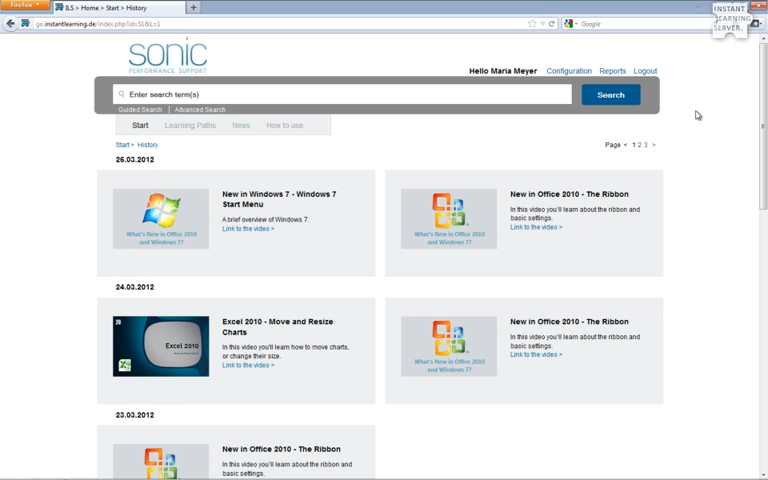 Firefox
ILS > Home > Start > History
go.instantlearning.de/index.php?id=51&L=1
Google
INSTANT
LEARNING
SERVER.
sonic
PERFORMANCE SUPPORT
Hello Maria Meyer
Configuration
Reports
Logout
Enter search term(s)
Search
Guided Search
Advanced Search
Start
Learning Paths
News
How to use
Start > History
Page < 1 2 3 >
26.03.2012
What's New in Office 2010
and Windows 7?
New in Windows 7 - Windows 7
Start Menu
A brief overview of Windows 7.
Link to the video >
What's New in Office 2010
and Windows 7?
New in Office 2010 - The Ribbon
In this video you'll learn about the ribbon and
basic settings.
Link to the video >
24.03.2012
Excel 2010
Excel 2010 - Move and Resize
Charts
In this video you'll learn how to move charts,
or change their size.
Link to the video >
What's New in Office 2010
and Windows 7?
New in Office 2010 - The Ribbon
In this video you'll learn about the ribbon and
basic settings.
Link to the video >
23.03.2012
New in Office 2010 - The Ribbon
In this video you'll learn about the ribbon and
basic settings.